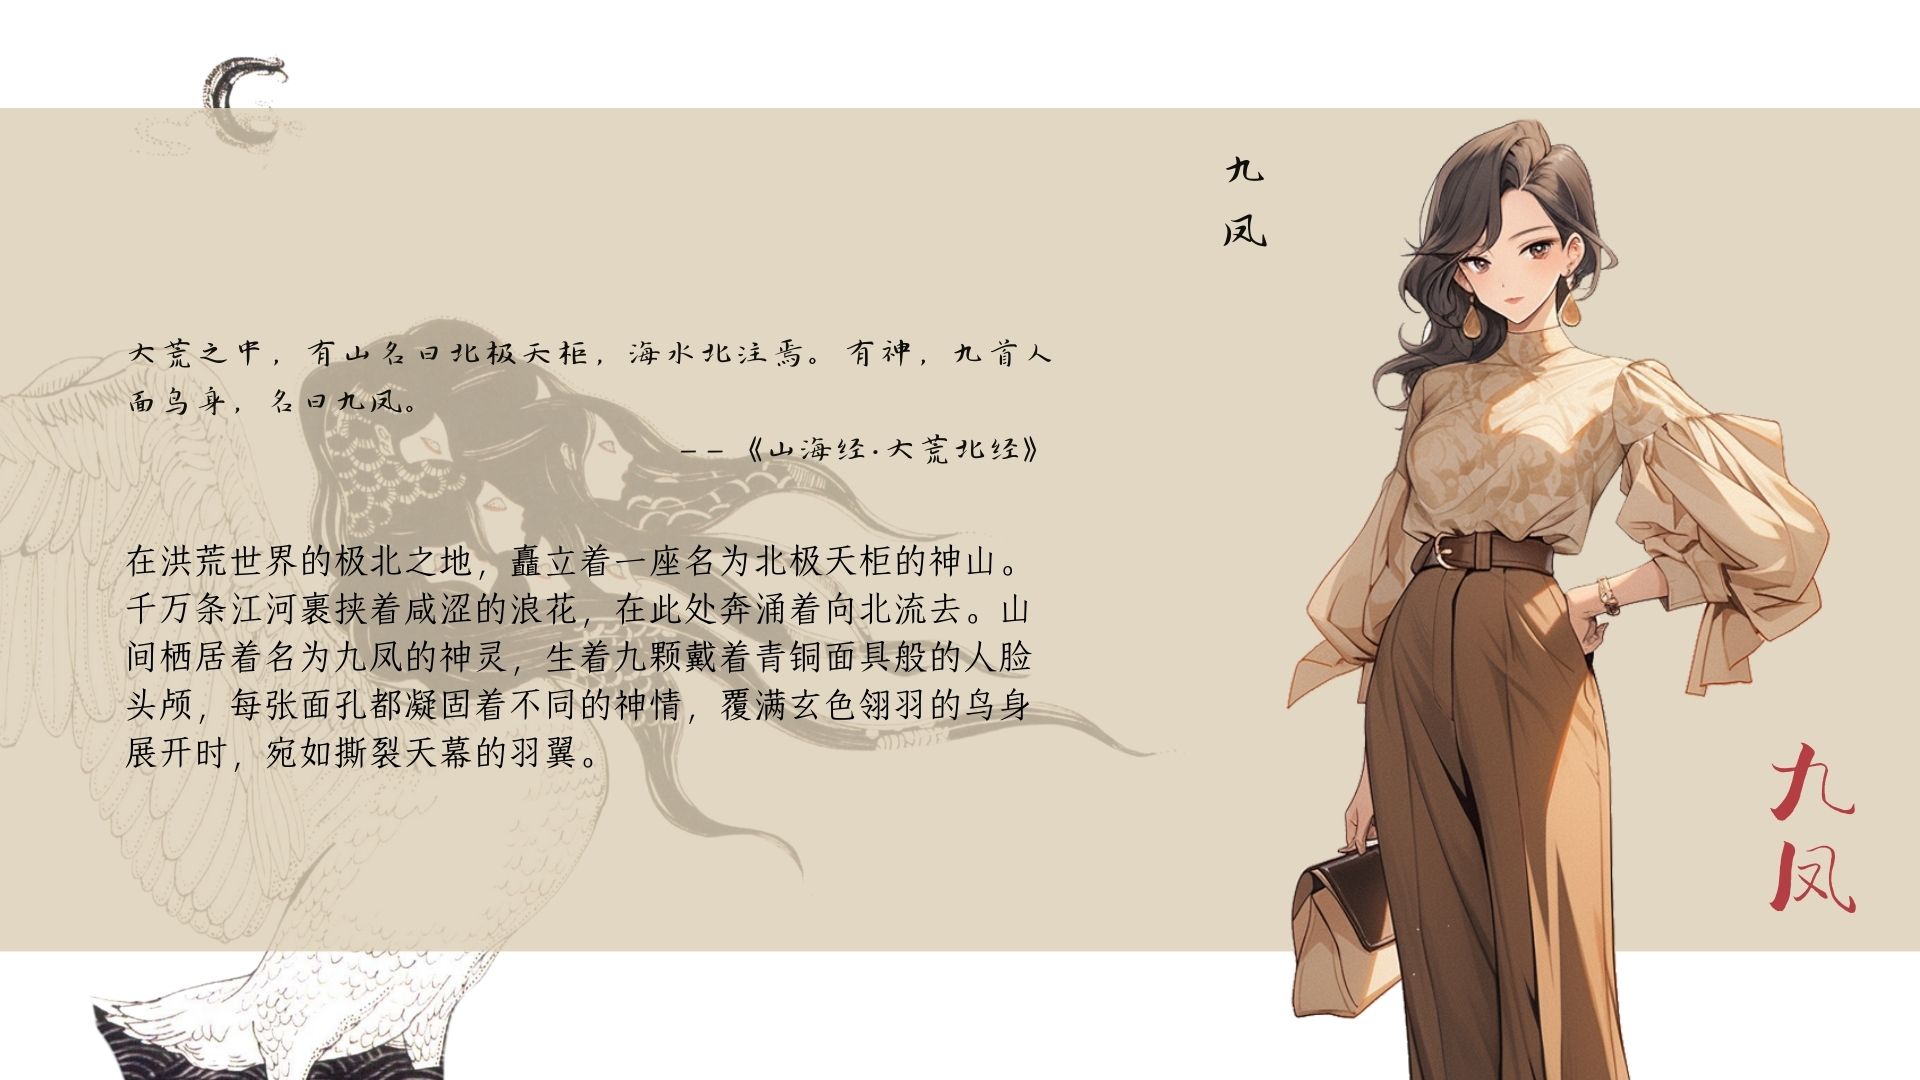 九凤
大荒之中，有山名曰北极天柜，海水北注焉。有神，九首人
面鸟身，名曰九凤。
——《山海经·大荒北经》
在洪荒世界的极北之地，矗立着一座名为北极天柜的神山。
千万条江河裹挟着咸涩的浪花，在此处奔涌着向北流去。山
间栖居着名为九凤的神灵，生着九颗戴着青铜面具般的人脸
头颅，每张面孔都凝固着不同的神情，覆满玄色翎羽的鸟身
展开时，宛如撕裂天幕的羽翼。
九凤